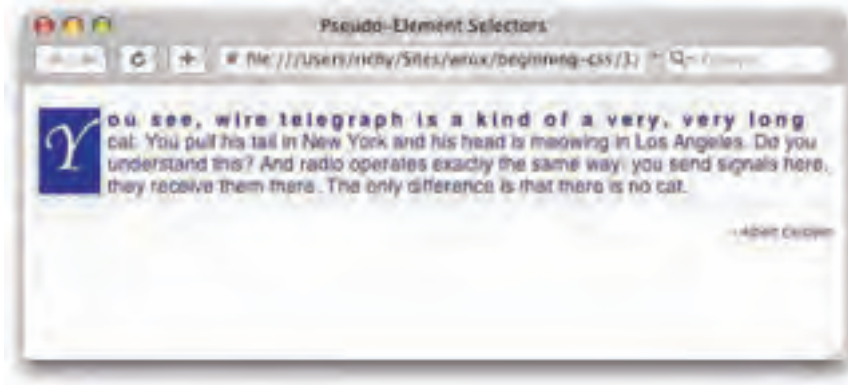 Pseudo-Element Selectors
file:///Users/richy/Sites/wrox/beginning-css/3.
You see, wire telegraph is a kind of a very, very long
cat. You pull his tail in New York and his head is meowing in Los Angeles. Do you
understand this? And radio operates exactly the same way: you send signals here,
they receive them there. The only difference is that there is no cat.
- Albert Einstein